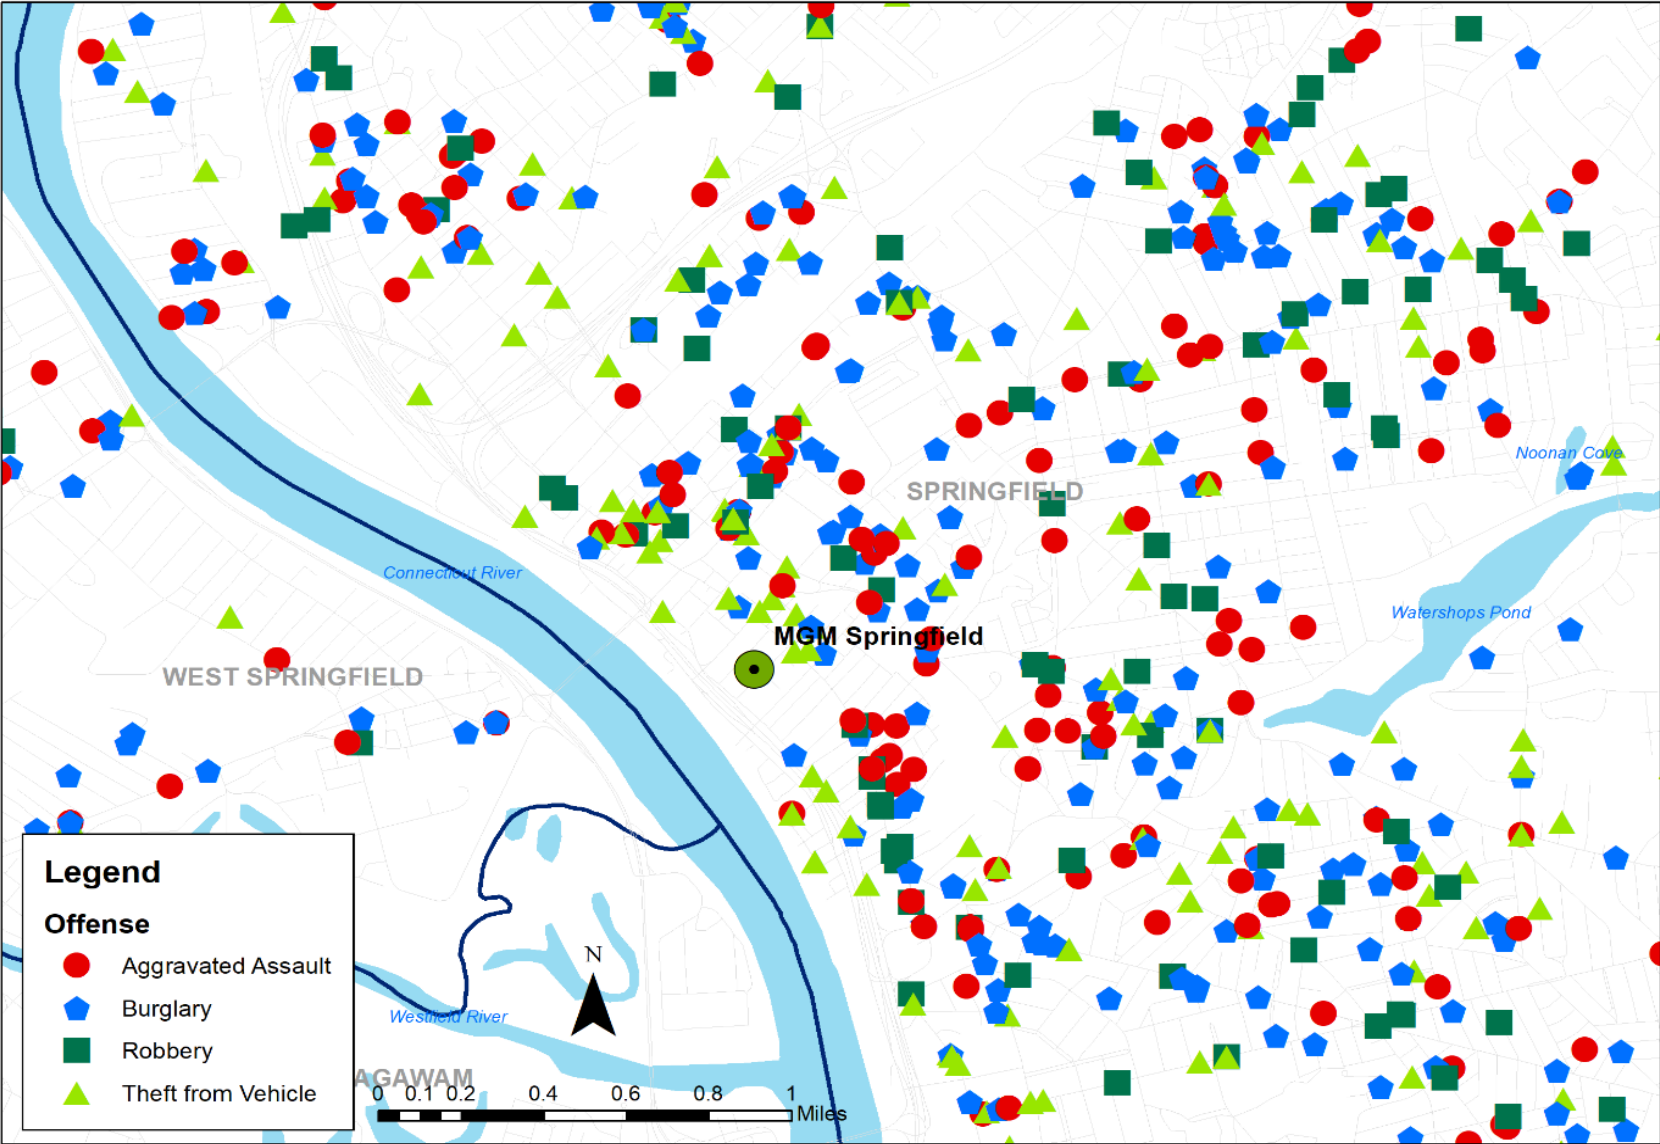 Noonan Cove
SPRINGFIELD
Connecticut River
Watershops Pond
MGM Springfield
WEST SPRINGFIELD
Legend
Offense
Aggravated Assault
Burglary
Robbery
Theft from Vehicle
N
Westfield River
AGAWAM
0 0.1 0.2 0.4 0.6 0.8 1
Miles